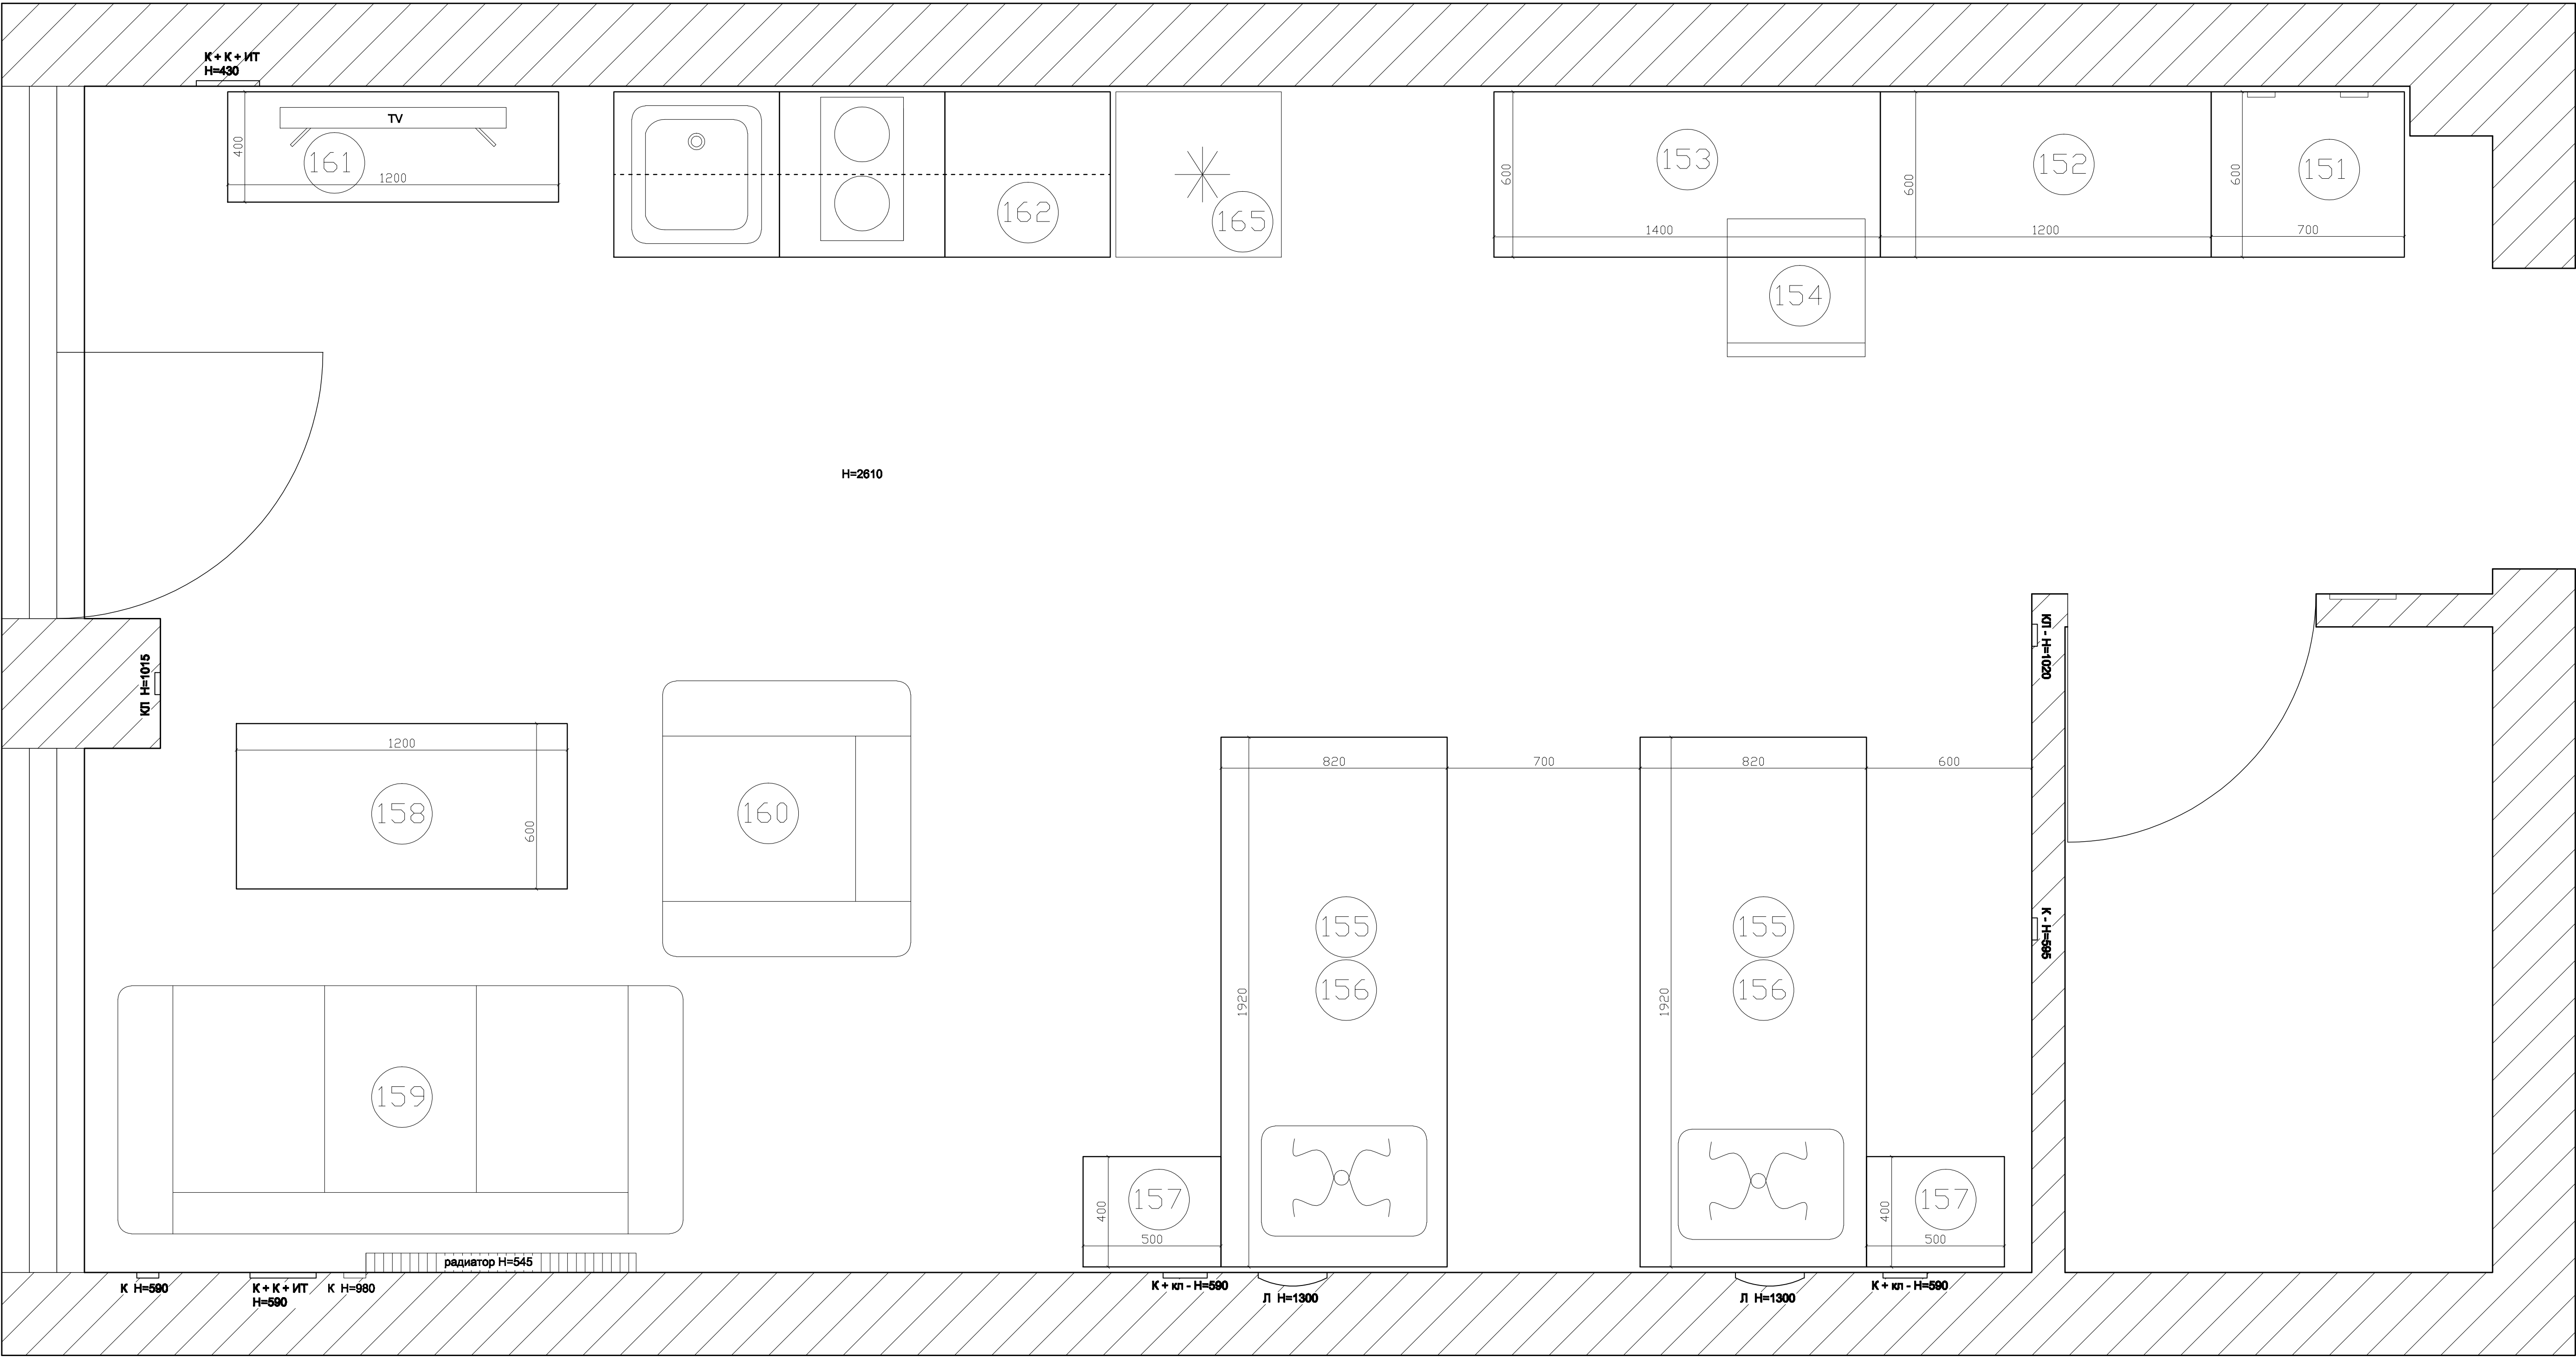 К + К + ИТ
Н=430
TV
161
400
1200
162
165
153
600
1400
152
600
1200
151
600
700
154
Н=2610
КЛ Н=1015
КЛ - Н=1020
1200
158
600
160
820
700
820
600
155
156
1920
155
156
1920
К - Н=595
159
157
400
500
157
400
500
радиатор Н=545
К Н=590
К + К + ИТ
Н=590
К Н=980
К + кл - Н=590
Л Н=1300
Л Н=1300
К + кл - Н=590